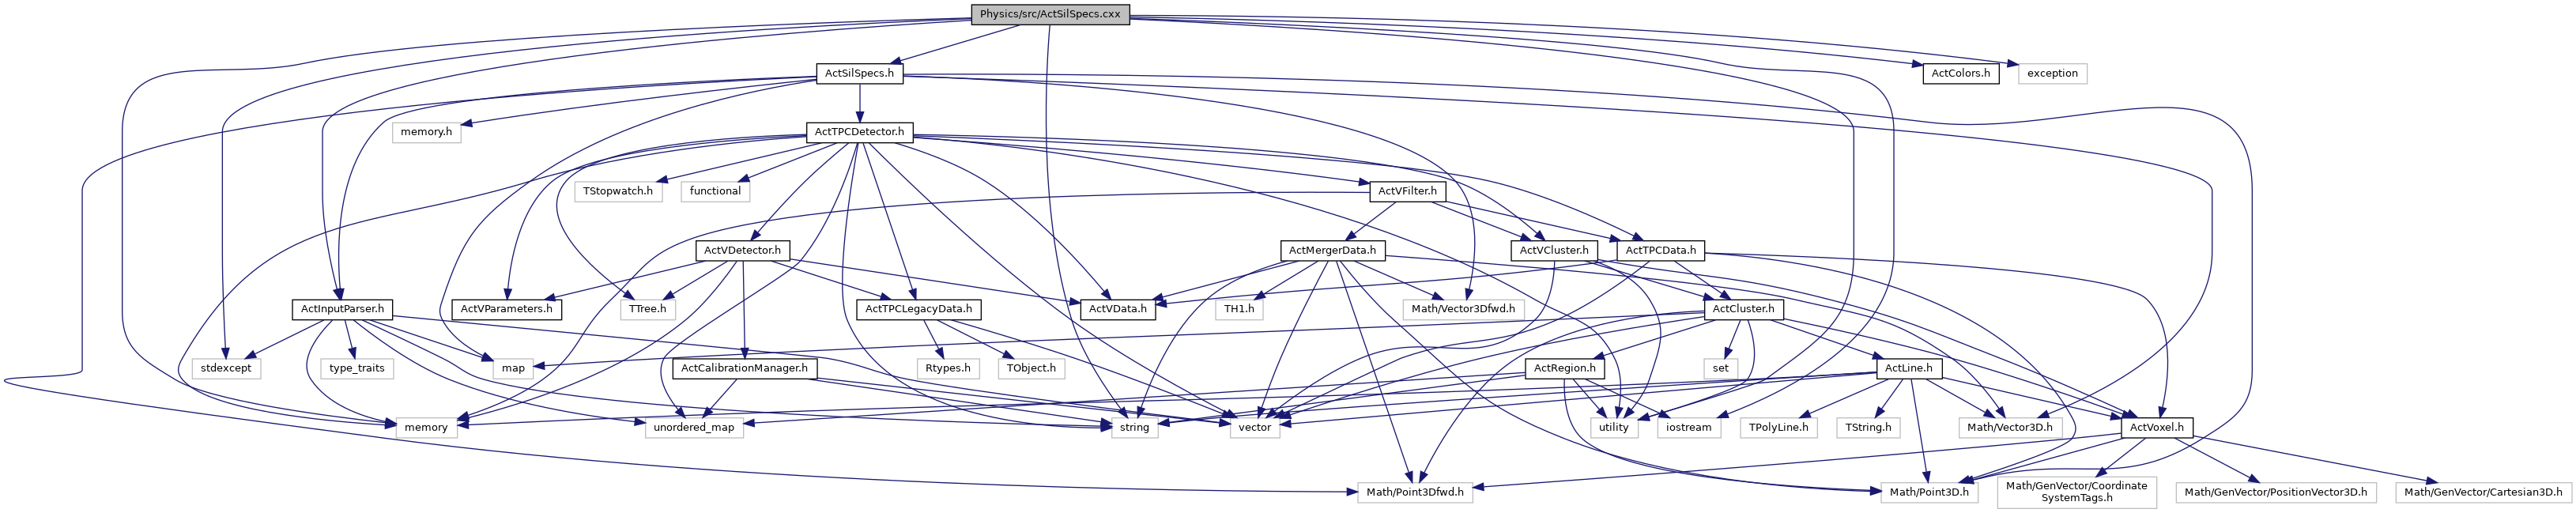 Physics/src/ActSilSpecs.cxx
ActSilSpecs.h
ActColors.h
exception
memory.h
ActTPCDetector.h
TStopwatch.h
functional
ActVFilter.h
ActVDetector.h
ActMergerData.h
ActVCluster.h
ActTPCData.h
ActInputParser.h
ActVParameters.h
TTree.h
ActTPCLegacyData.h
ActVData.h
TH1.h
Math/Vector3Dfwd.h
ActCluster.h
stdexcept
type_traits
map
ActCalibrationManager.h
Rtypes.h
TObject.h
ActRegion.h
set
ActLine.h
memory
unordered_map
string
vector
utility
iostream
TPolyLine.h
TString.h
Math/Vector3D.h
ActVoxel.h
Math/Point3Dfwd.h
Math/Point3D.h
Math/GenVector/Coordinate
SystemTags.h
Math/GenVector/PositionVector3D.h
Math/GenVector/Cartesian3D.h